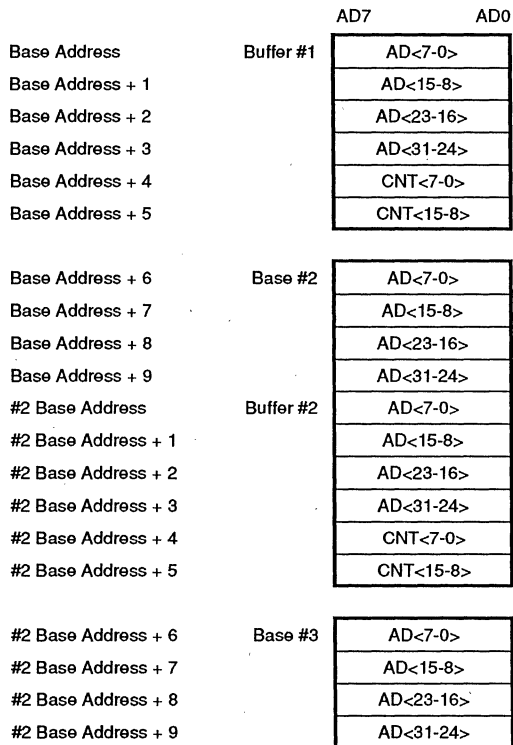 AD7 AD0
Base Address Buffer #1 AD<7-0>
Base Address + 1 AD<15-8>
Base Address + 2 AD<23-16>
Base Address + 3 AD<31-24>
Base Address + 4 CNT<7-0>
Base Address + 5 CNT<15-8>
Base Address + 6 Base #2 AD<7-0>
Base Address + 7 AD<15-8>
Base Address + 8 AD<23-16>
Base Address + 9 AD<31-24>
#2 Base Address Buffer #2 AD<7-0>
#2 Base Address + 1 AD<15-8>
#2 Base Address + 2 AD<23-16>
#2 Base Address + 3 AD<31-24>
#2 Base Address + 4 CNT<7-0>
#2 Base Address + 5 CNT<15-8>
#2 Base Address + 6 Base #3 AD<7-0>
#2 Base Address + 7 AD<15-8>
#2 Base Address + 8 AD<23-16>
#2 Base Address + 9 AD<31-24>